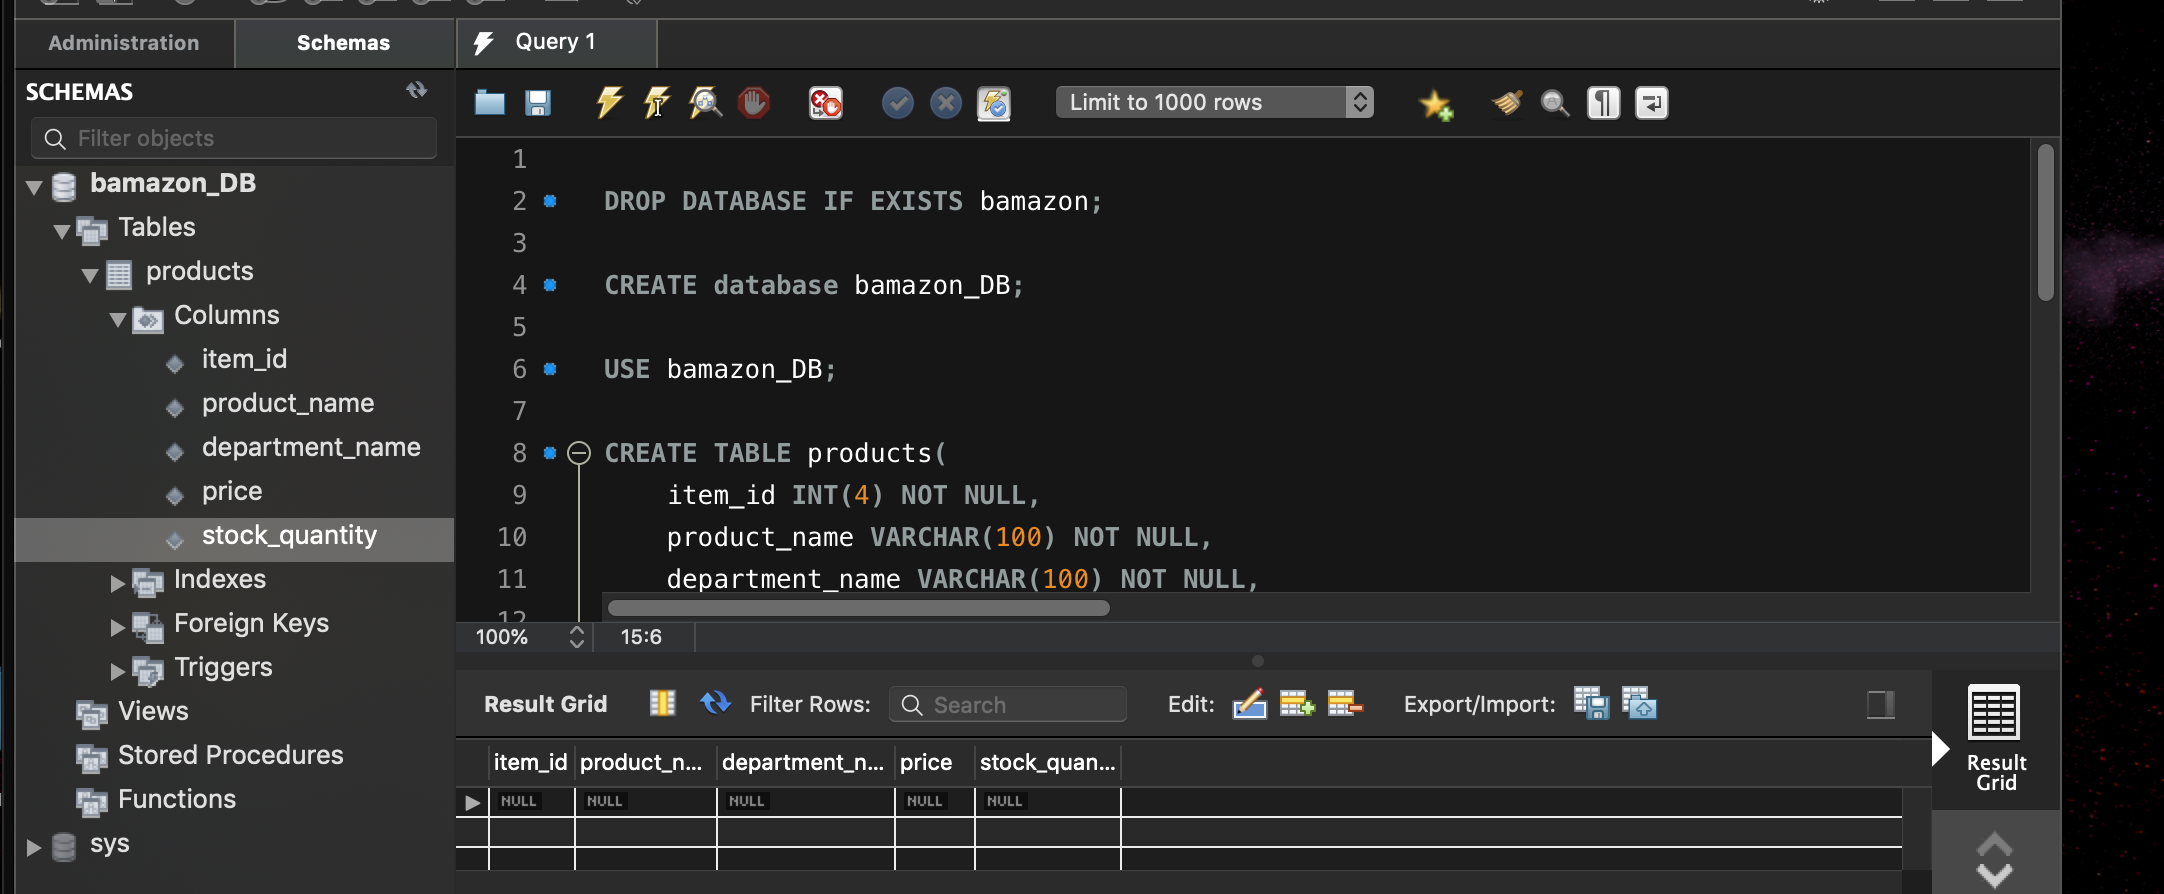 Administration
Schemas
Query 1
SCHEMAS
Filter objects
bamazon_DB
Tables
products
Columns
item_id
product_name
department_name
price
stock_quantity
Indexes
Foreign Keys
Triggers
Views
Stored Procedures
Functions
sys
Limit to 1000 rows
1
2 DROP DATABASE IF EXISTS bamazon;
3
4 CREATE database bamazon_DB;
5
6 USE bamazon_DB;
7
8 CREATE TABLE products(
9 item_id INT(4) NOT NULL,
10 product_name VARCHAR(100) NOT NULL,
11 department_name VARCHAR(100) NOT NULL,
12
100% 15:6
Result Grid Filter Rows: Search Edit: Export/Import:
item_id product_n... department_n... price stock_quan...
NULL NULL NULL NULL NULL
Result
Grid